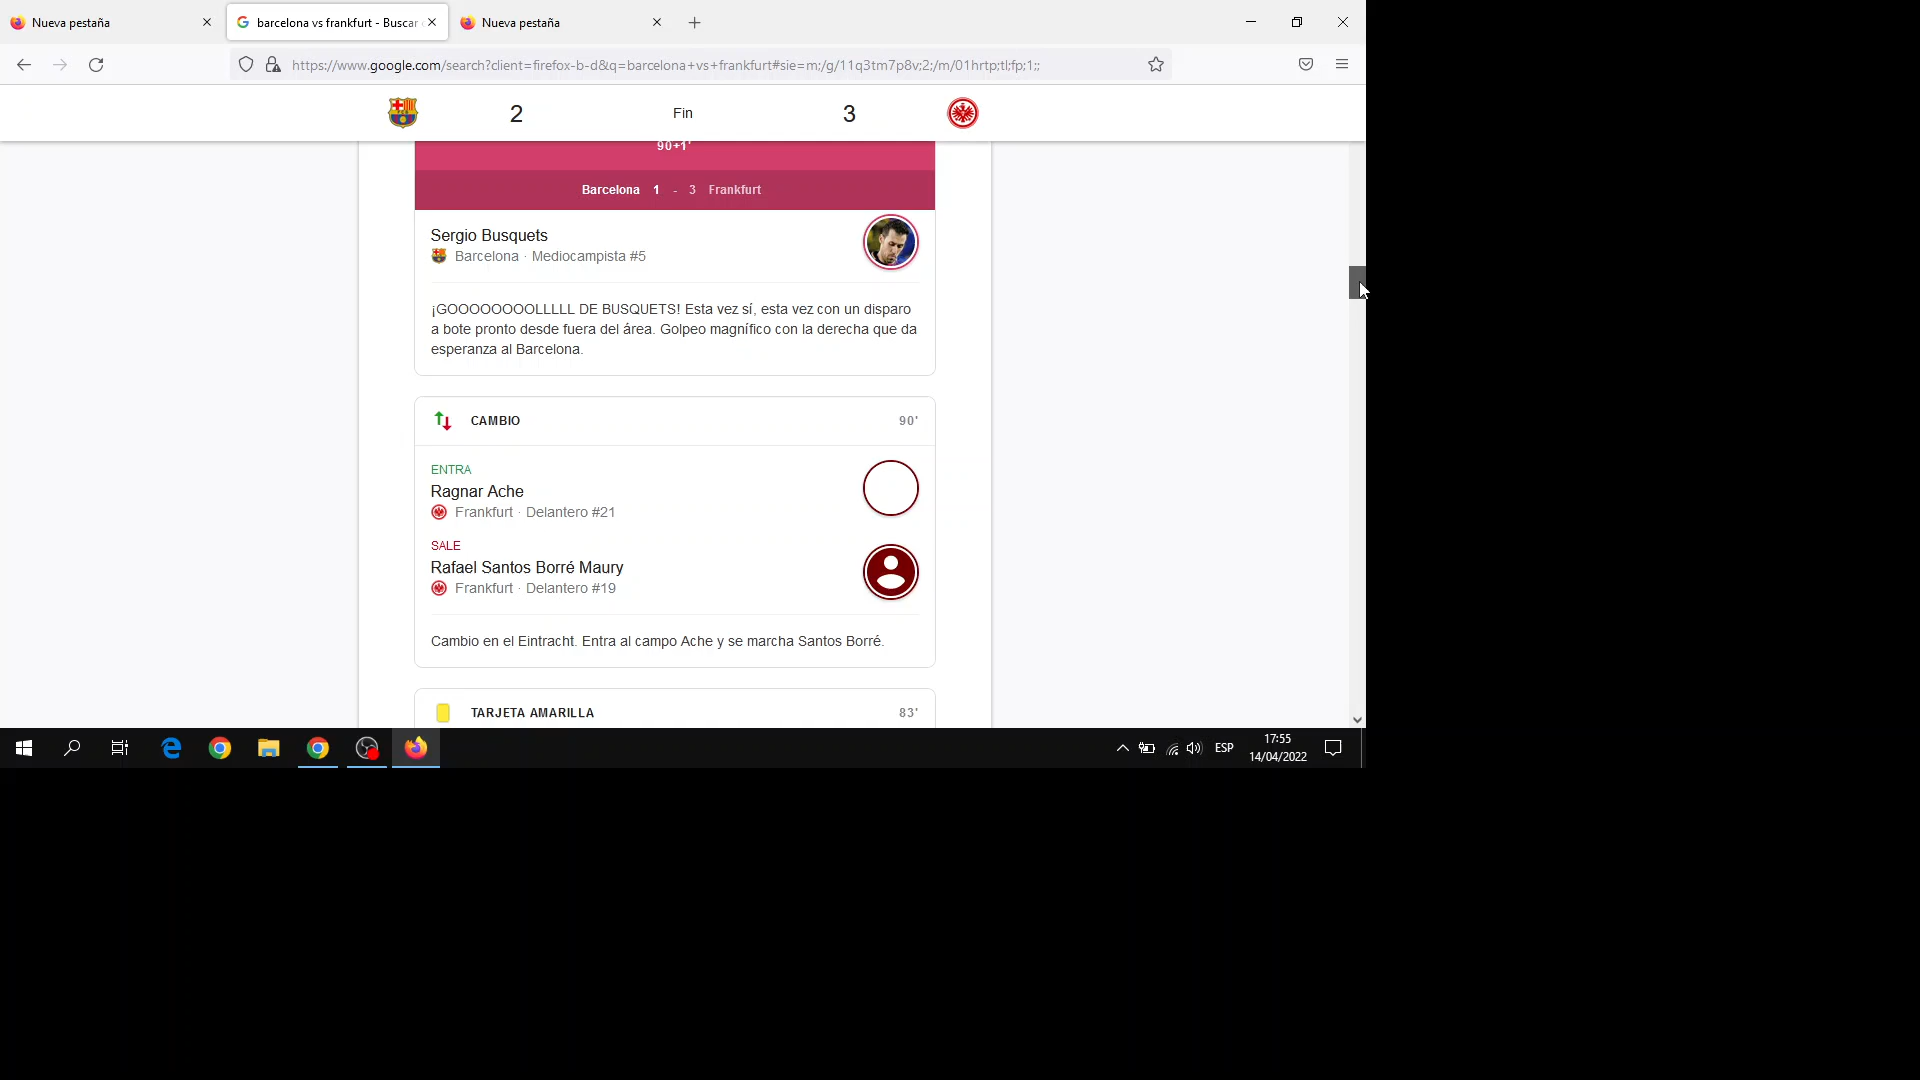 Nueva pestaña
barcelona vs frankfurt - Buscar
Nueva pestaña
https://www.google.com/search?client=firefox-b-d&q=barcelona+vs+frankfurt#sie=m;/g/11q3tm7p8v;2;/m/01hrtp;tl;fp;1;;
2 Fin 3
90+1'
Barcelona 1 - 3 Frankfurt
Sergio Busquets
Barcelona · Mediocampista #5
¡GOOOOOOOOLLLLL DE BUSQUETS! Esta vez sí, esta vez con un disparo
a bote pronto desde fuera del área. Golpeo magnífico con la derecha que da
esperanza al Barcelona.
CAMBIO 90'
ENTRA
Ragnar Ache
Frankfurt · Delantero #21
SALE
Rafael Santos Borré Maury
Frankfurt · Delantero #19
Cambio en el Eintracht. Entra al campo Ache y se marcha Santos Borré.
TARJETA AMARILLA 83'
ESP
17:55
14/04/2022